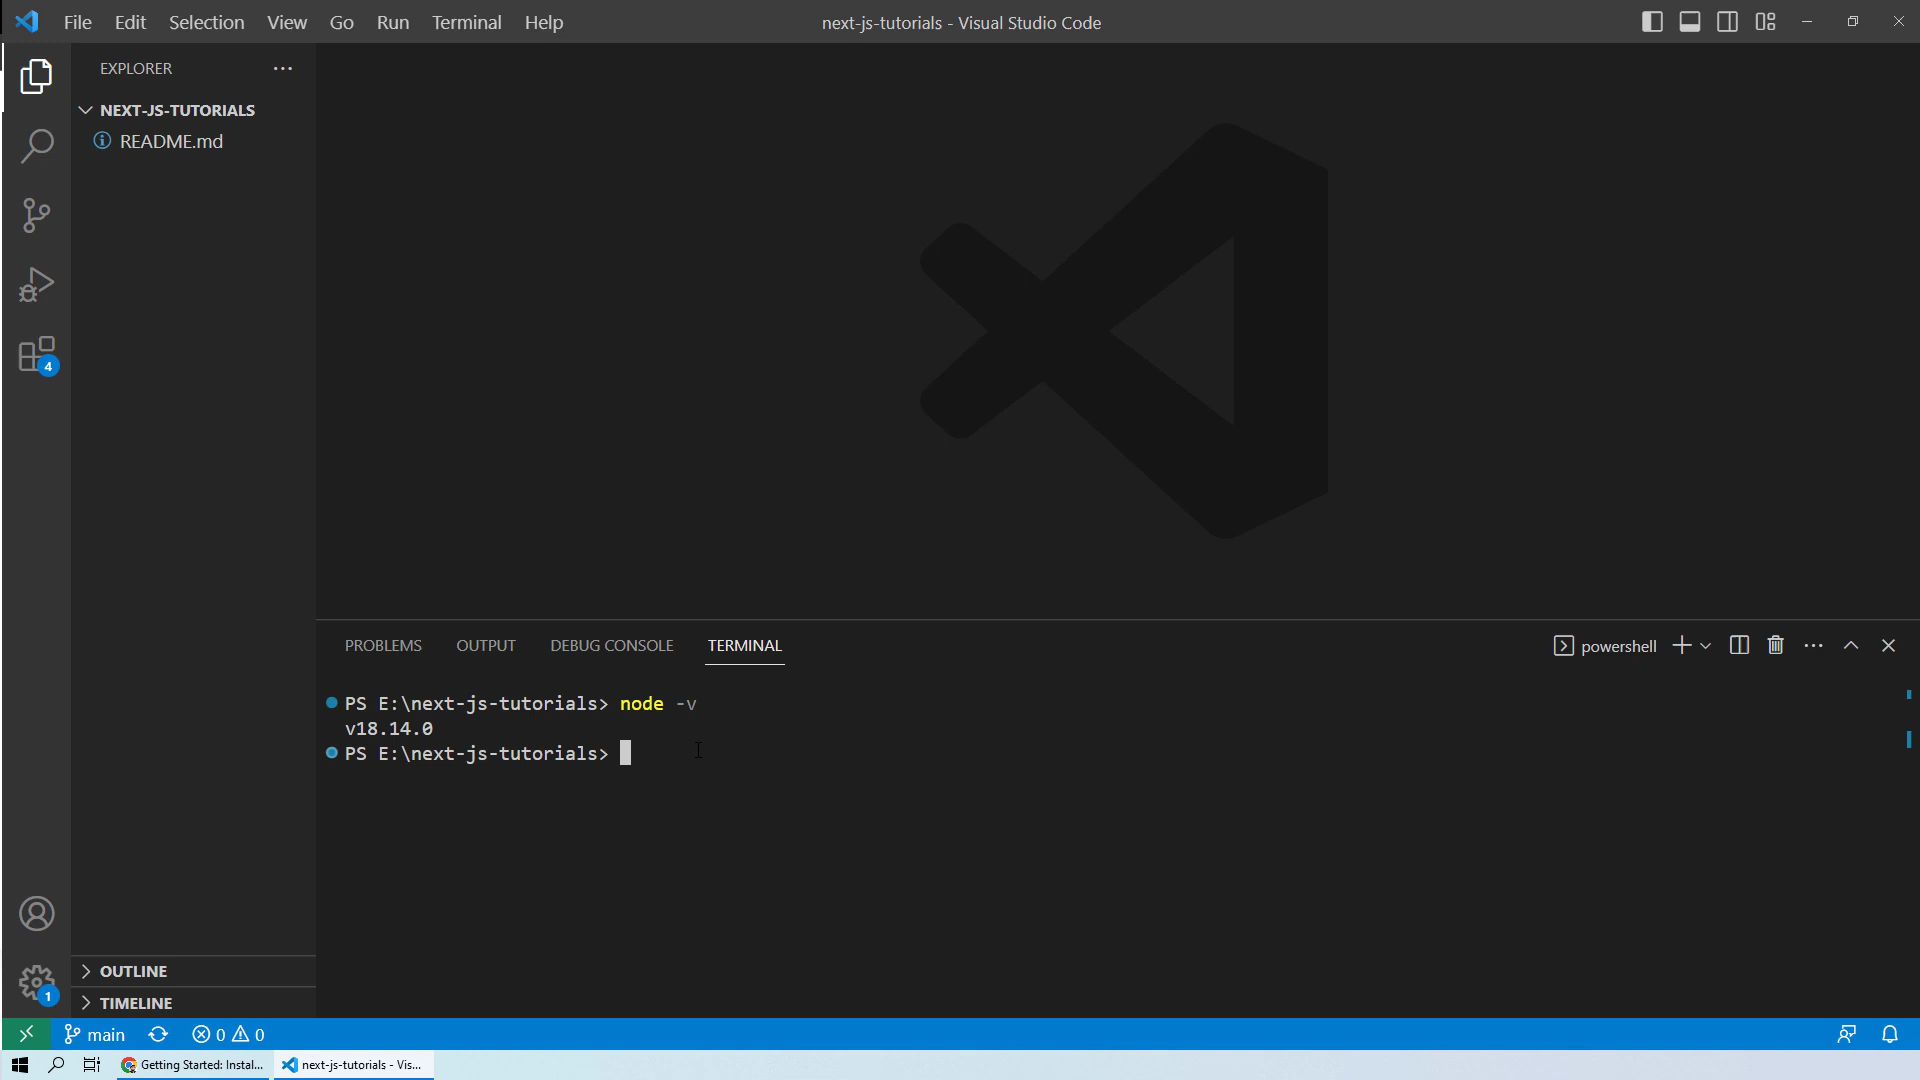 File Edit Selection View Go Run Terminal Help
next-js-tutorials - Visual Studio Code
EXPLORER
NEXT-JS-TUTORIALS
README.md
4
PROBLEMS OUTPUT DEBUG CONSOLE TERMINAL
powershell
PS E:\next-js-tutorials> node -v
v18.14.0
PS E:\next-js-tutorials>
OUTLINE
1
TIMELINE
main 0 0
Getting Started: Instal...
next-js-tutorials - Vis...